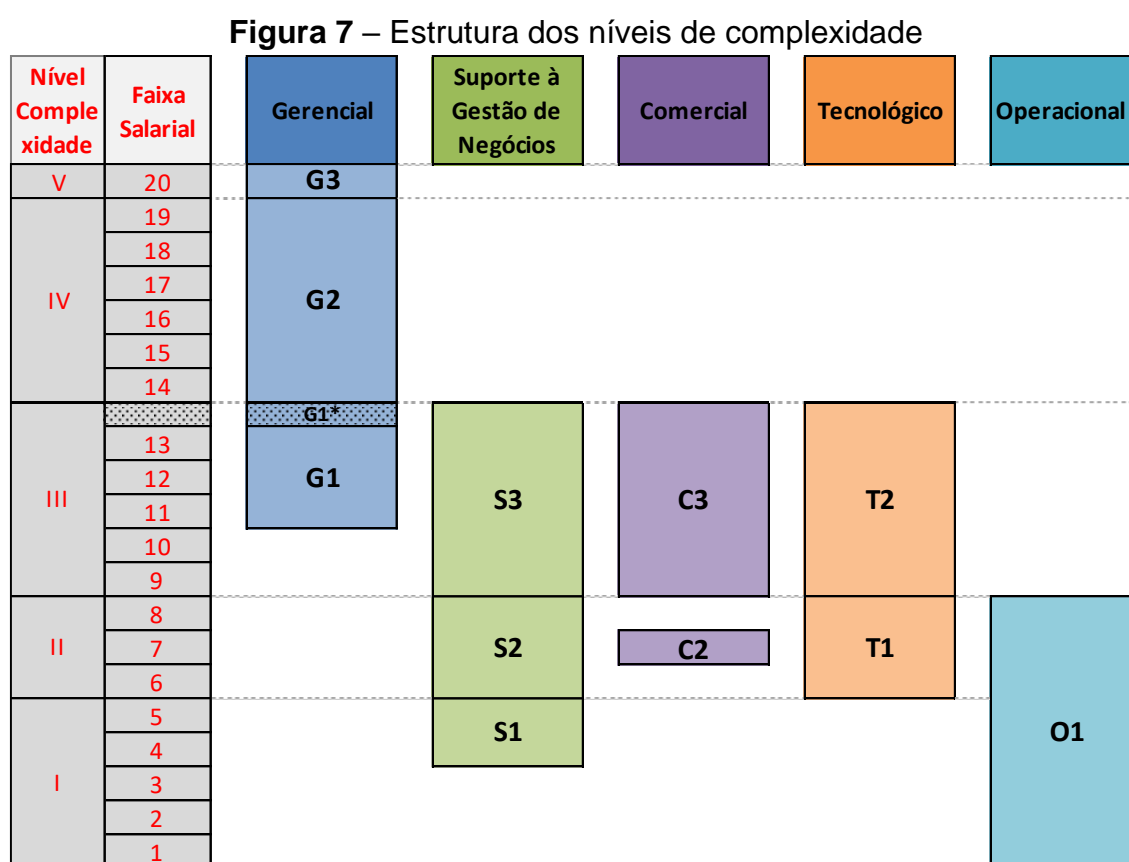 Figura 7 – Estrutura dos níveis de complexidade
Nível
Comple
xidade
Faixa
Salarial
Gerencial
Suporte à
Gestão de
Negócios
Comercial
Tecnológico
Operacional
V
20
G3
19
18
17
IV
G2
16
15
14
G1*
13
12
G1
III
11
S3
C3
T2
10
9
8
II
7
S2
C2
T1
6
5
S1
O1
4
I
3
2
1